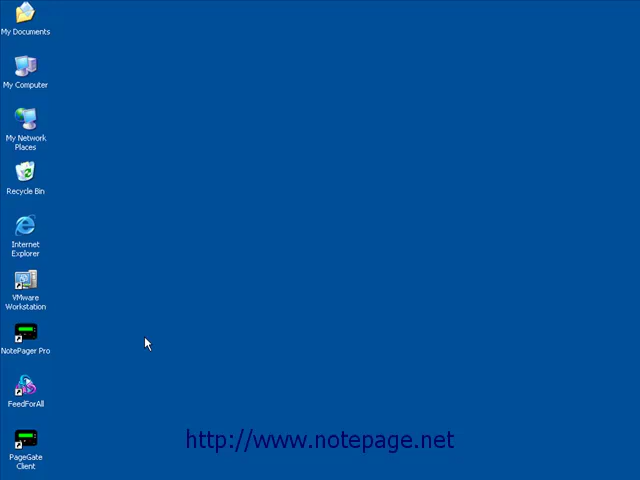 My Documents
My Computer
My Network
Places
Recycle Bin
Internet
Explorer
VMware
Workstation
NotePager Pro
FeedForAll
PageGate
Client
http://www.notepage.net